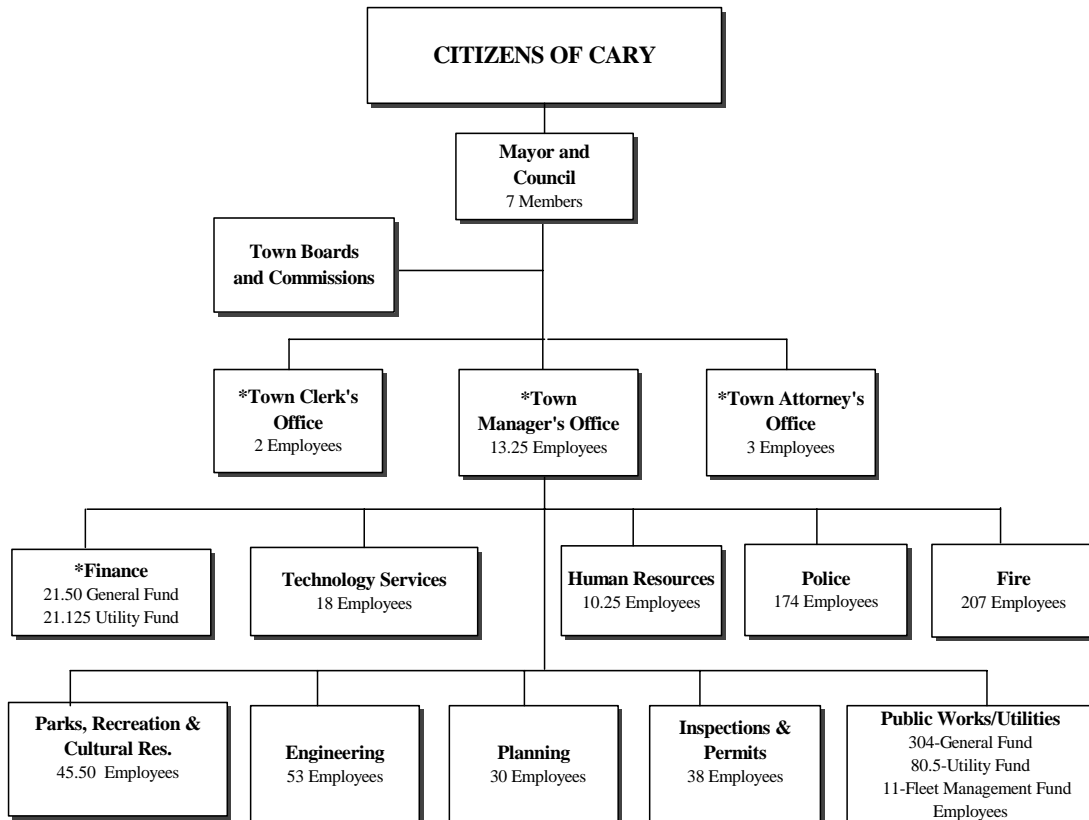 CITIZENS OF CARY
Mayor and
Council
7 Members
Town Boards
and Commissions
*Town Clerk's
Office
2 Employees
*Town
Manager's Office
13.25 Employees
*Town Attorney's
Office
3 Employees
*Finance
21.50 General Fund
21.125 Utility Fund
Technology Services
18 Employees
Human Resources
10.25 Employees
Police
174 Employees
Fire
207 Employees
Parks, Recreation &
Cultural Res.
45.50 Employees
Engineering
53 Employees
Planning
30 Employees
Inspections &
Permits
38 Employees
Public Works/Utilities
304-General Fund
80.5-Utility Fund
11-Fleet Management Fund
Employees